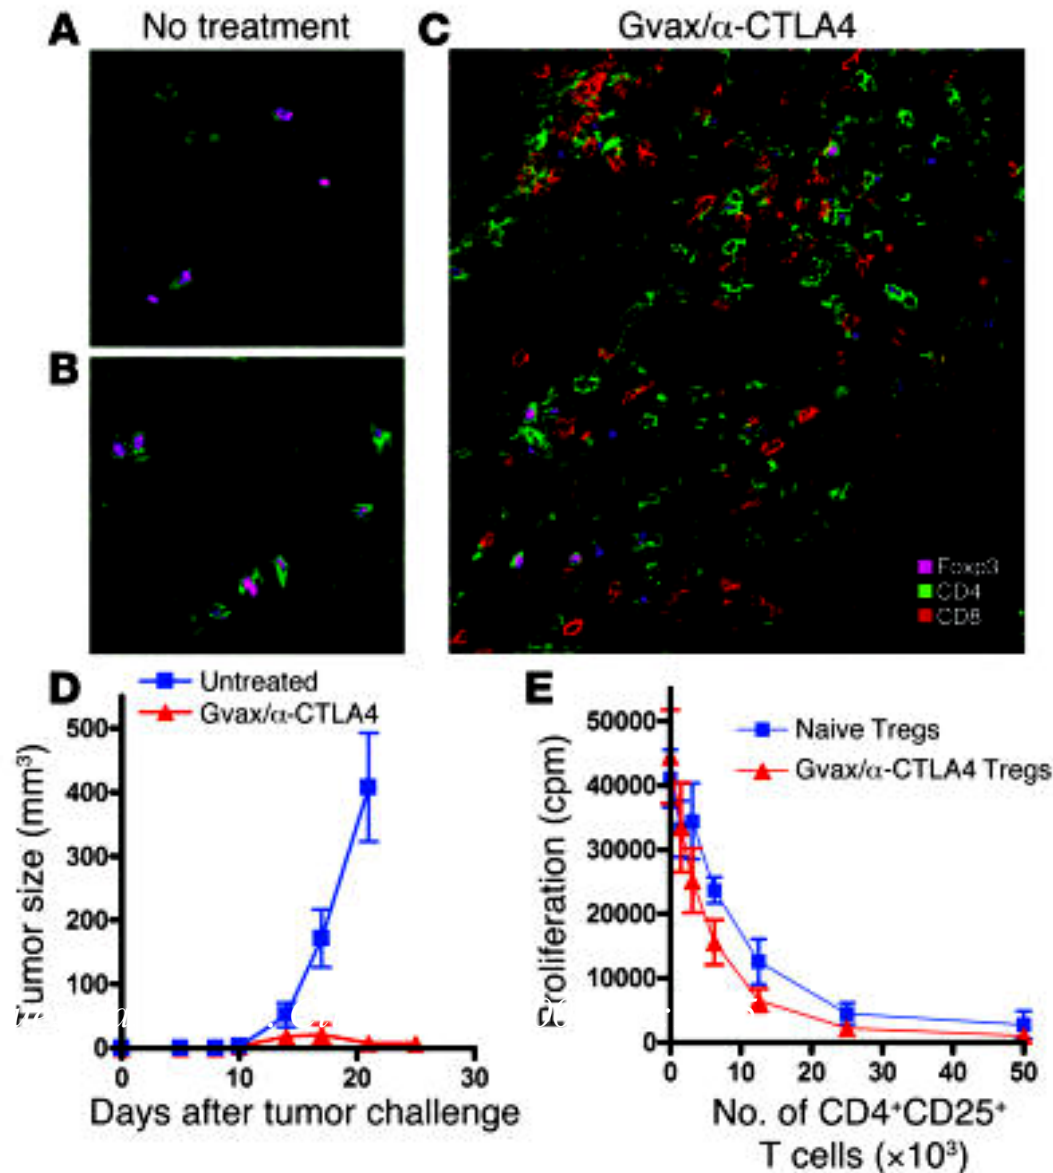 A No treatment C Gvax/α-CTLA4
B
Foxp3
CD4
CD8
D
Untreated
Gvax/α-CTLA4
Tumor size (mm³)
500
400
300
200
100
0
0 10 20 30
Days after tumor challenge
E
Naive Tregs
Gvax/α-CTLA4 Tregs
Proliferation (cpm)
50000
40000
30000
20000
10000
0
0 10 20 30 40 50
No. of CD4⁺CD25⁺
T cells (×10³)